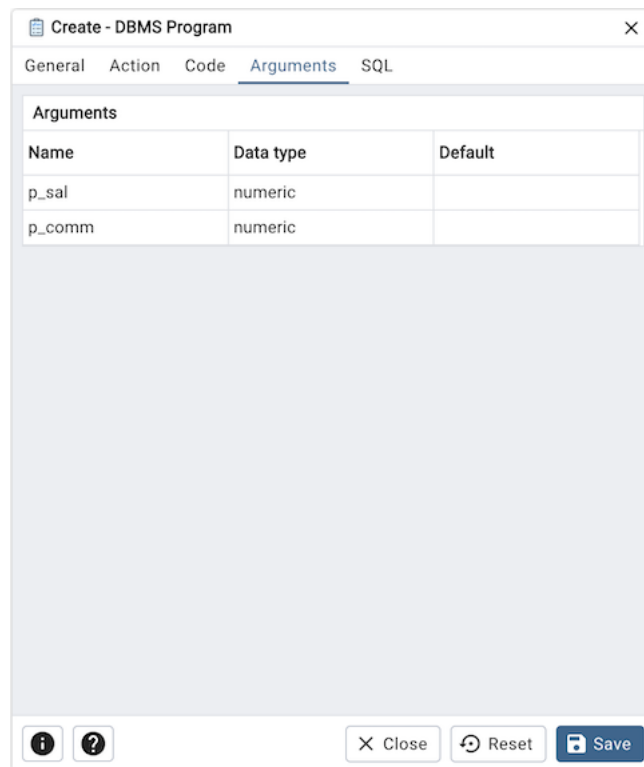 Create - DBMS Program
General Action Code Arguments SQL
Arguments
Name Data type Default
p_sal numeric
p_comm numeric
Close Reset Save